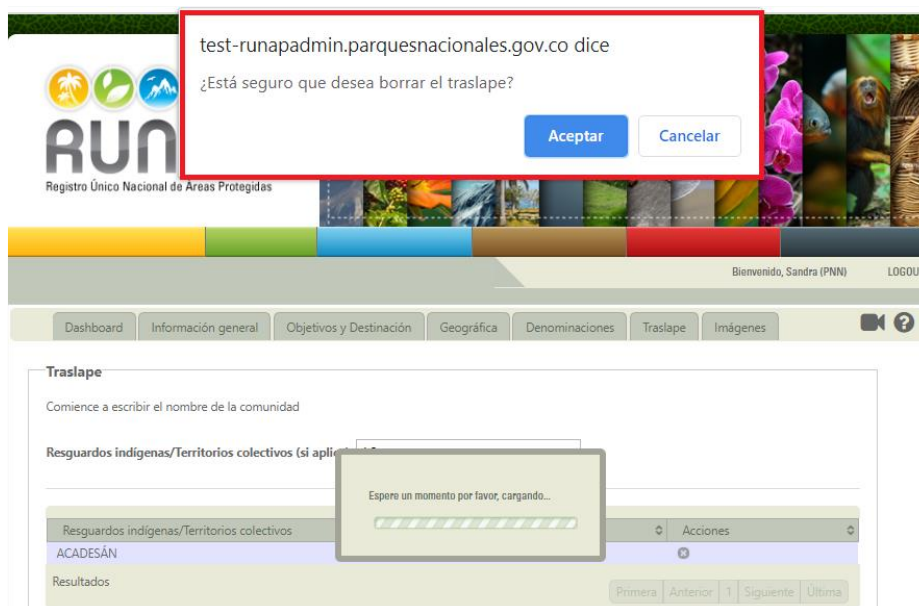 test-runapadmin.parquesnacionales.gov.co dice
¿Está seguro que desea borrar el traslape?
Aceptar Cancelar
RUN
Registro Único Nacional de Áreas Protegidas
Bienvenido, Sandra (PNN) LOGOU
Dashboard Información general Objetivos y Destinación Geográfica Denominaciones Traslape Imágenes
Traslape
Comience a escribir el nombre de la comunidad
Resguardos indígenas/Territorios colectivos (si apli
Espere un momento por favor, cargando...
Resguardos indígenas/Territorios colectivos Acciones
ACADESÁN
Resultados
Primera Anterior 1 Siguiente Última